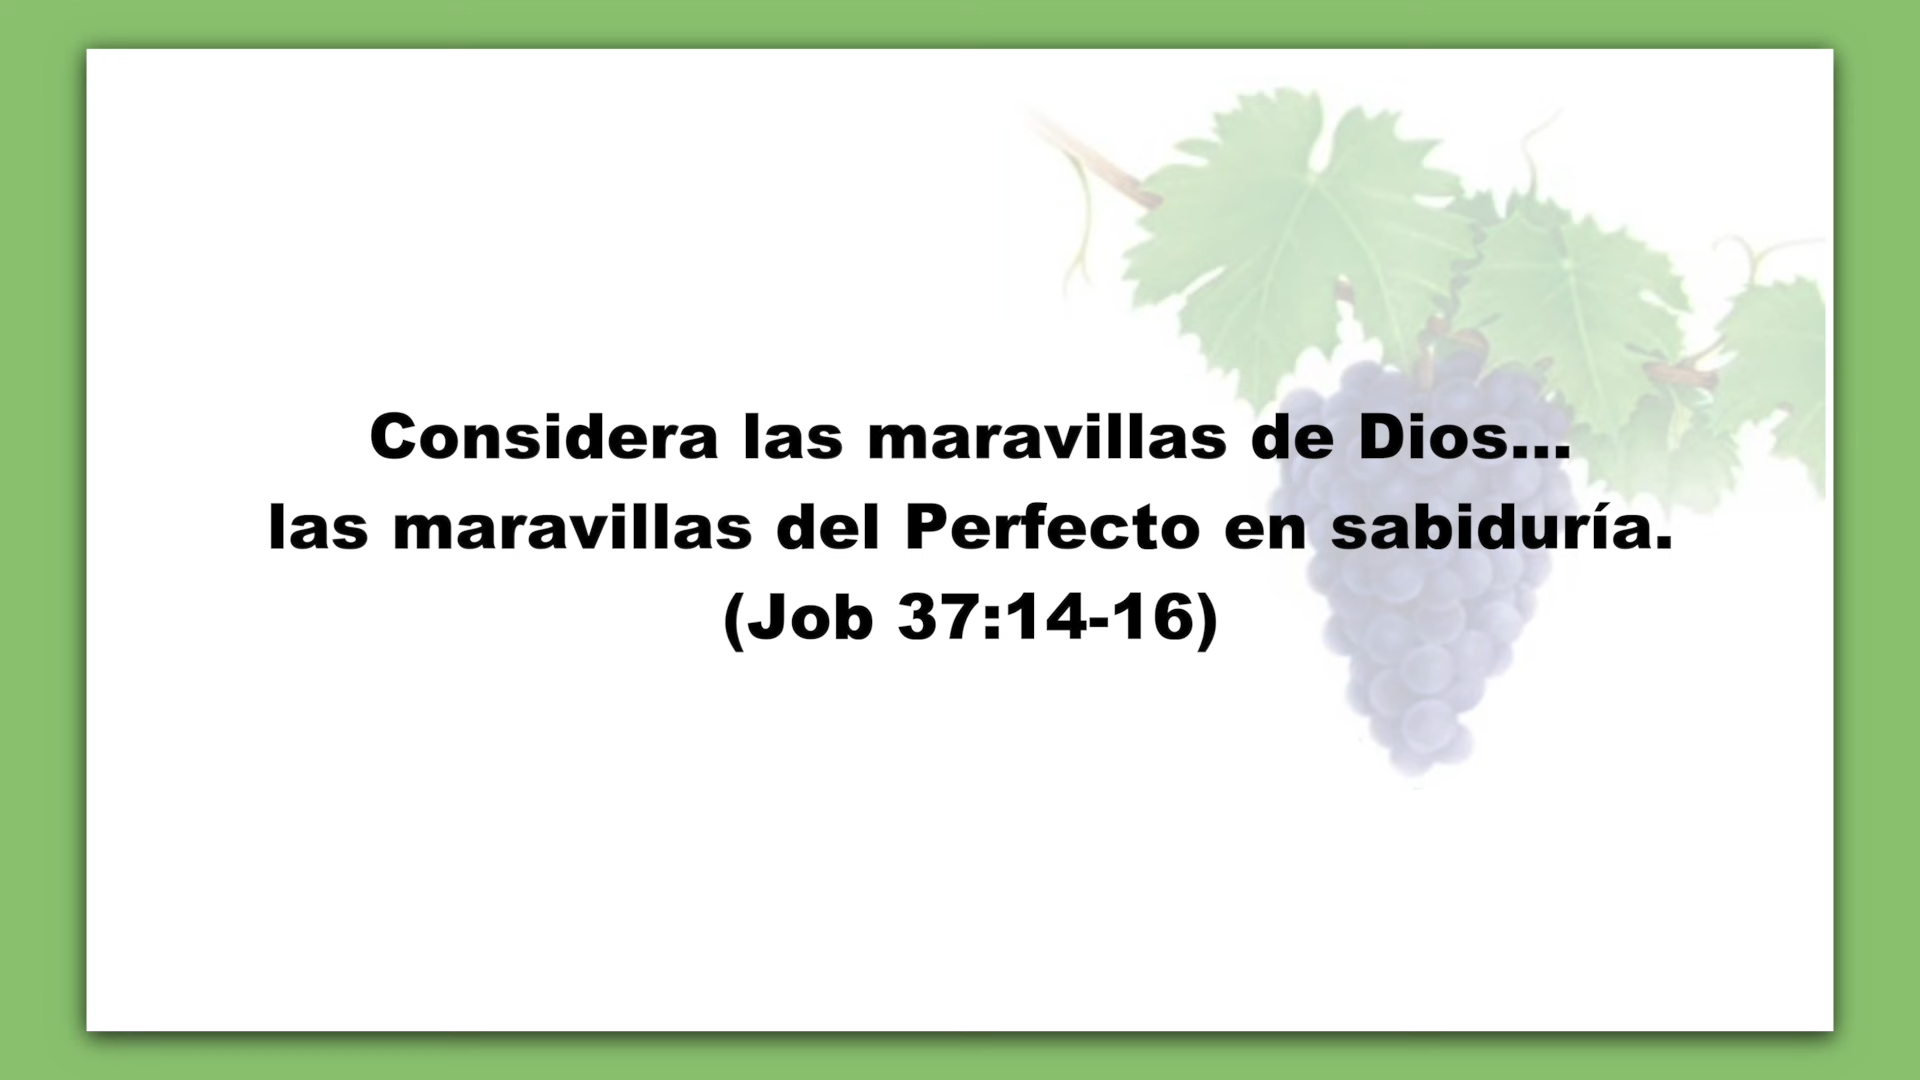 Considera las maravillas de Dios...
las maravillas del Perfecto en sabiduría.
(Job 37:14-16)